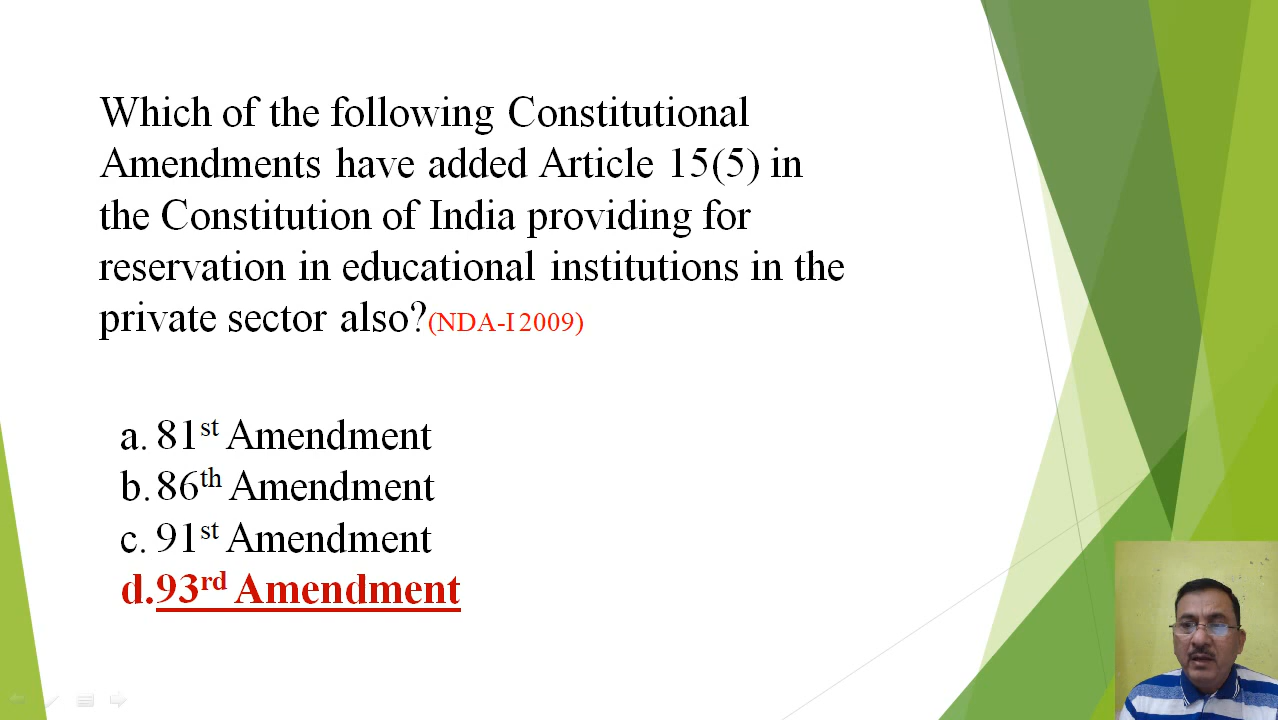 Which of the following Constitutional
Amendments have added Article 15(5) in
the Constitution of India providing for
reservation in educational institutions in the
private sector also?(NDA-I 2009)
a. 81st Amendment
b. 86th Amendment
c. 91st Amendment
d.93rd Amendment